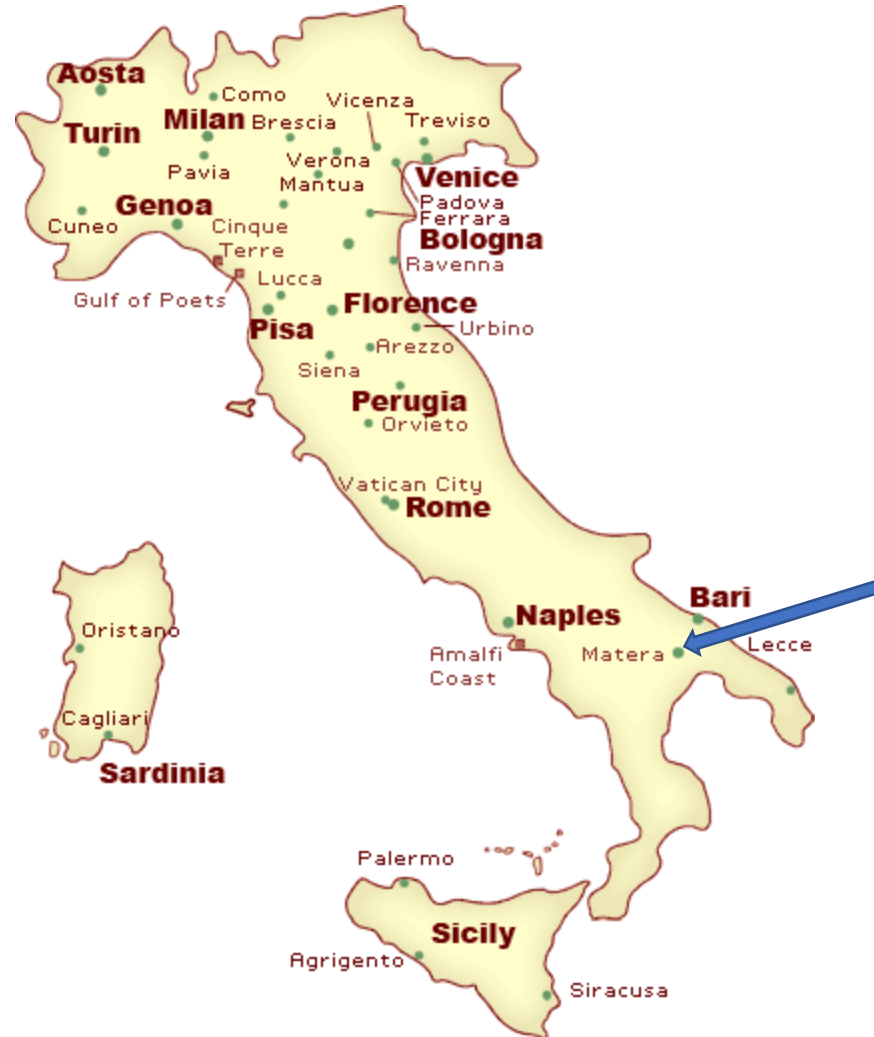 Aosta
Como
Vicenza
Milan
Brescia
Treviso
Turin
Verona
Pavia
Mantua
Venice
Padova
Genoa
Ferrara
Cuneo
Cinque
Terre
Bologna
Ravenna
Lucca
Gulf of Poets
Florence
Pisa
Urbino
Arezzo
Siena
Perugia
Orvieto
Vatican City
Rome
Bari
Naples
Oristano
Lecce
Amalfi
Coast
Matera
Cagliari
Sardinia
Palermo
Sicily
Agrigento
Siracusa